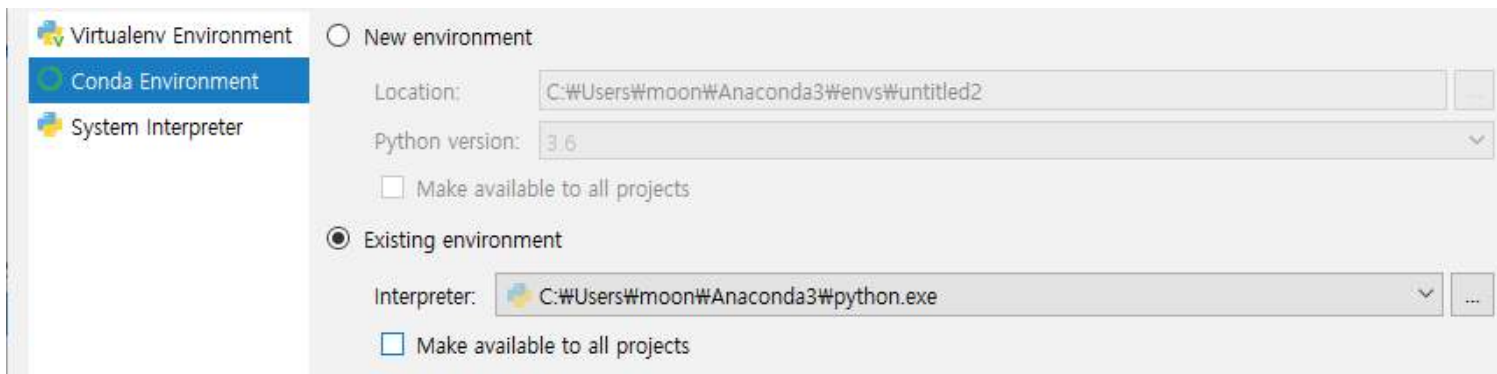 Virtualenv Environment
Conda Environment
System Interpreter
New environment
Location: C:₩Users₩moon₩Anaconda3₩envs₩untitled2 ...
Python version: 3.6
Make available to all projects
Existing environment
Interpreter: C:₩Users₩moon₩Anaconda3₩python.exe ...
Make available to all projects